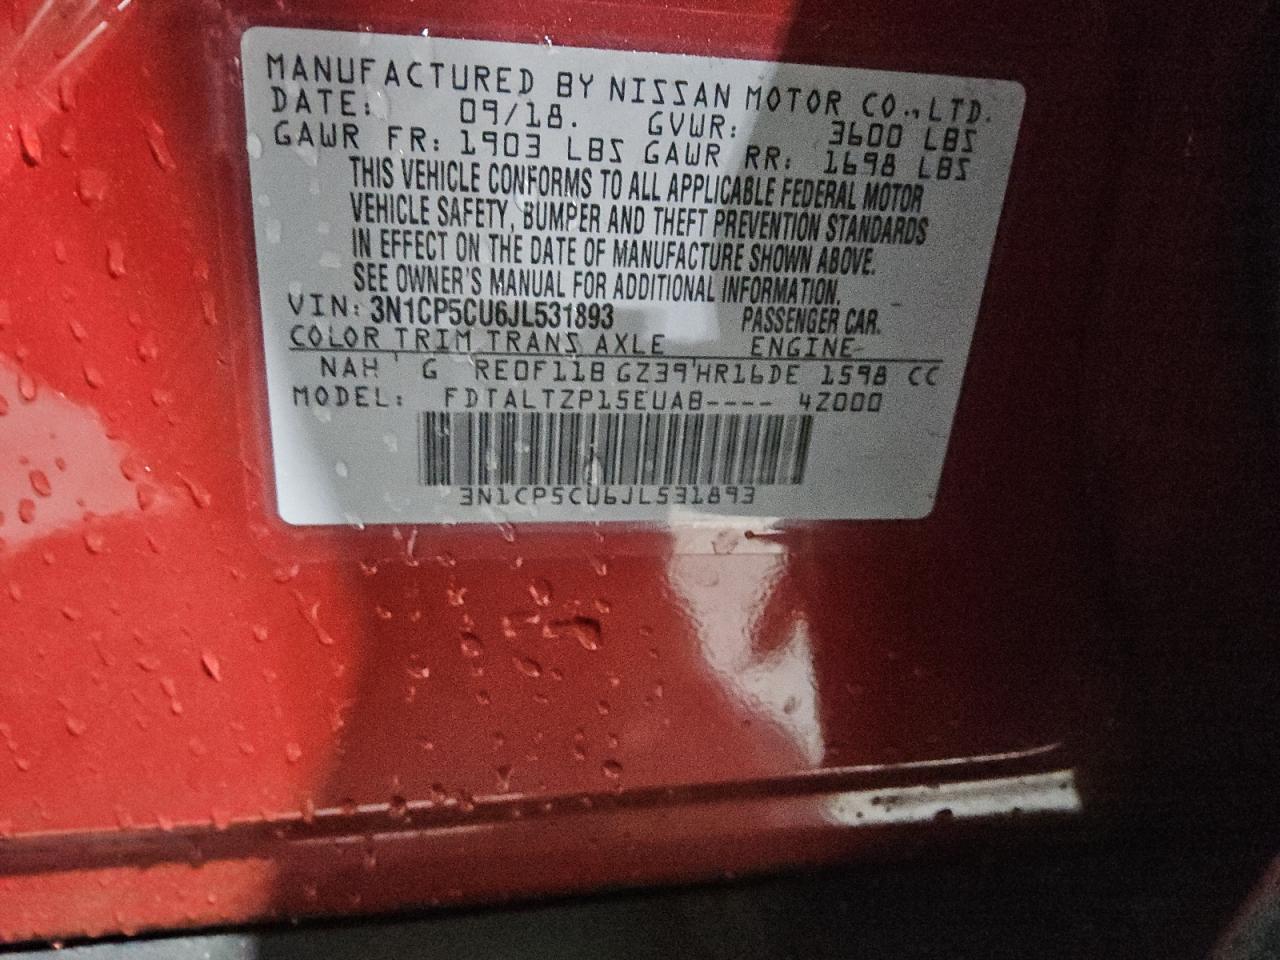 MANUFACTURED BY NISSAN MOTOR CO.,LTD.
DATE: 09/18. GVWR: 3600 LBS
GAWR FR: 1903 LBS GAWR RR: 1698 LBS
THIS VEHICLE CONFORMS TO ALL APPLICABLE FEDERAL MOTOR
VEHICLE SAFETY, BUMPER AND THEFT PREVENTION STANDARDS
IN EFFECT ON THE DATE OF MANUFACTURE SHOWN ABOVE.
SEE OWNER'S MANUAL FOR ADDITIONAL INFORMATION.
VIN: 3N1CP5CU6JL531893 PASSENGER CAR.
COLOR TRIM TRANS AXLE ENGINE
NAH G RE0F11B GZ39 HR16DE 1598 CC
MODEL: FDTALTZP15EUAB---- 4Z000
3N1CP5CU6JL531893